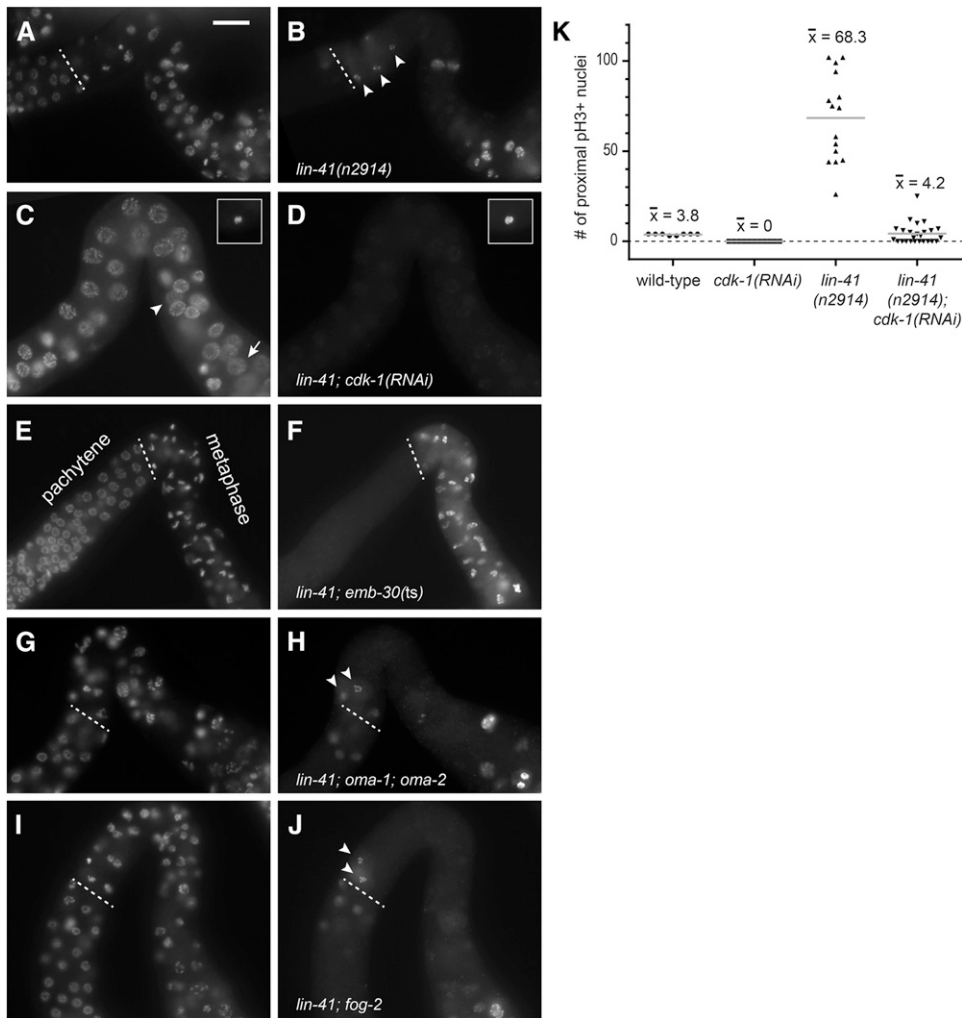 A
B
lin-41(n2914)
C
D
lin-41; cdk-1(RNAi)
E
pachytene
metaphase
F
lin-41; emb-30(ts)
G
H
lin-41; oma-1; oma-2
I
J
lin-41; fog-2
K
# of proximal pH3+ nuclei
100
50
0
x̄ = 3.8
x̄ = 0
x̄ = 68.3
x̄ = 4.2
wild-type
cdk-1(RNAi)
lin-41
(n2914)
lin-41
(n2914);
cdk-1(RNAi)